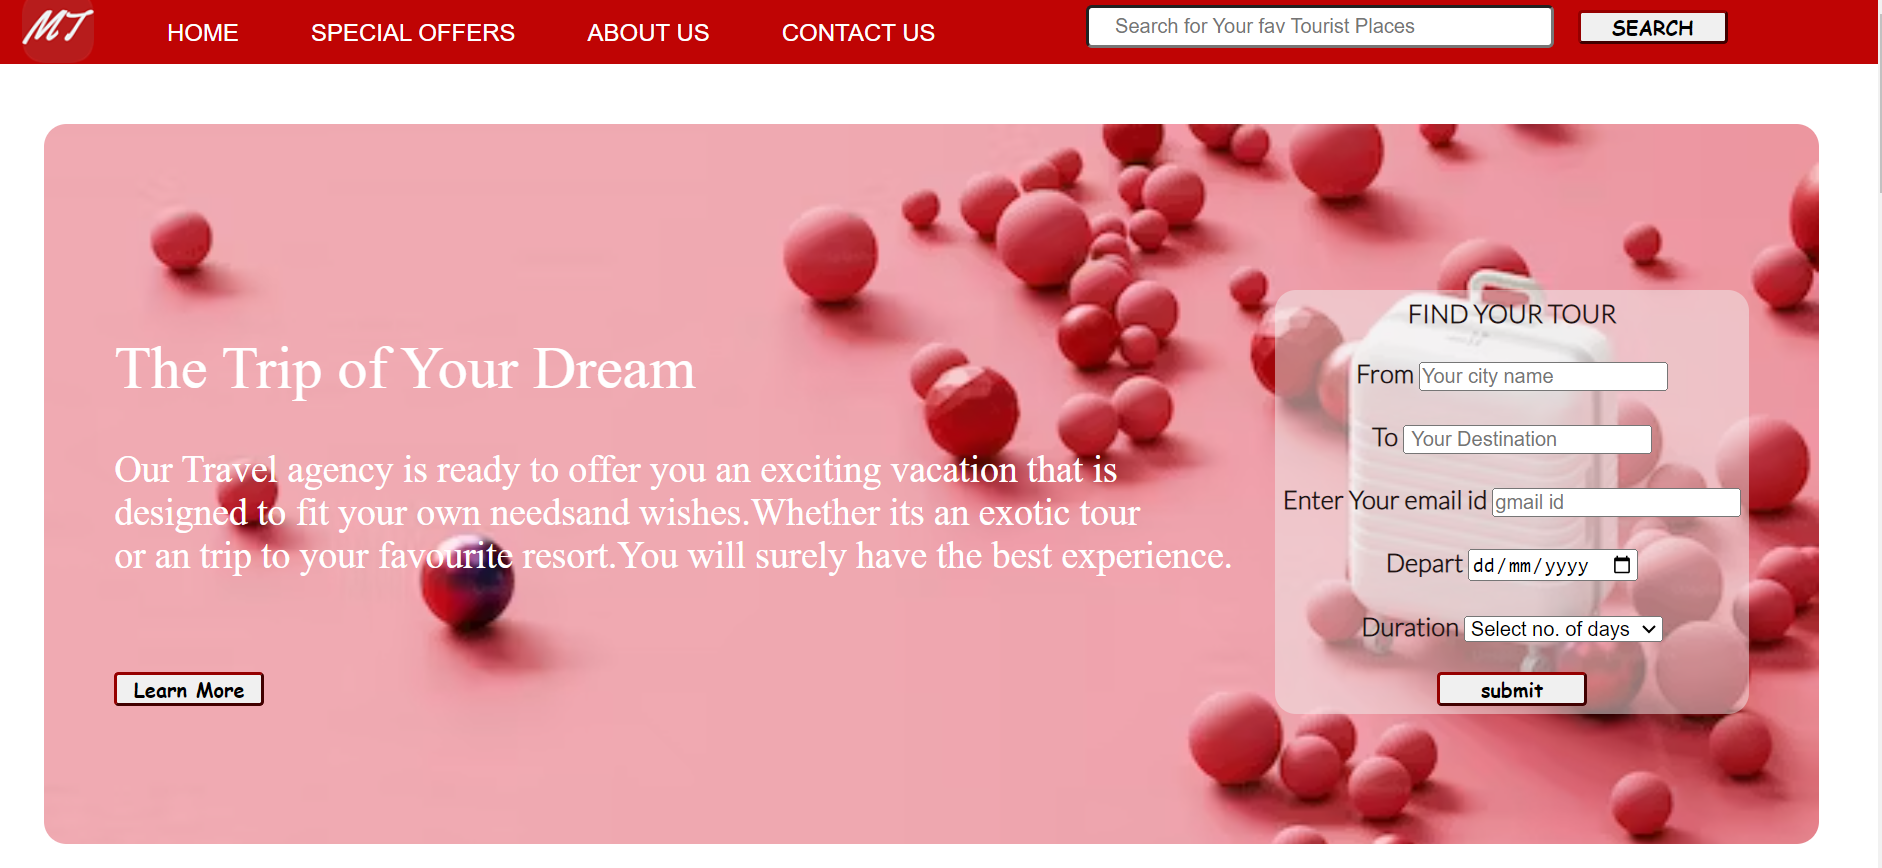 MT
HOME SPECIAL OFFERS ABOUT US CONTACT US Search for Your fav Tourist Places SEARCH
The Trip of Your Dream
Our Travel agency is ready to offer you an exciting vacation that is
designed to fit your own needsand wishes.Whether its an exotic tour
or an trip to your favourite resort.You will surely have the best experience.
Learn More
FIND YOUR TOUR
From Your city name
To Your Destination
Enter Your email id gmail id
Depart dd/mm/yyyy
Duration Select no. of days
submit